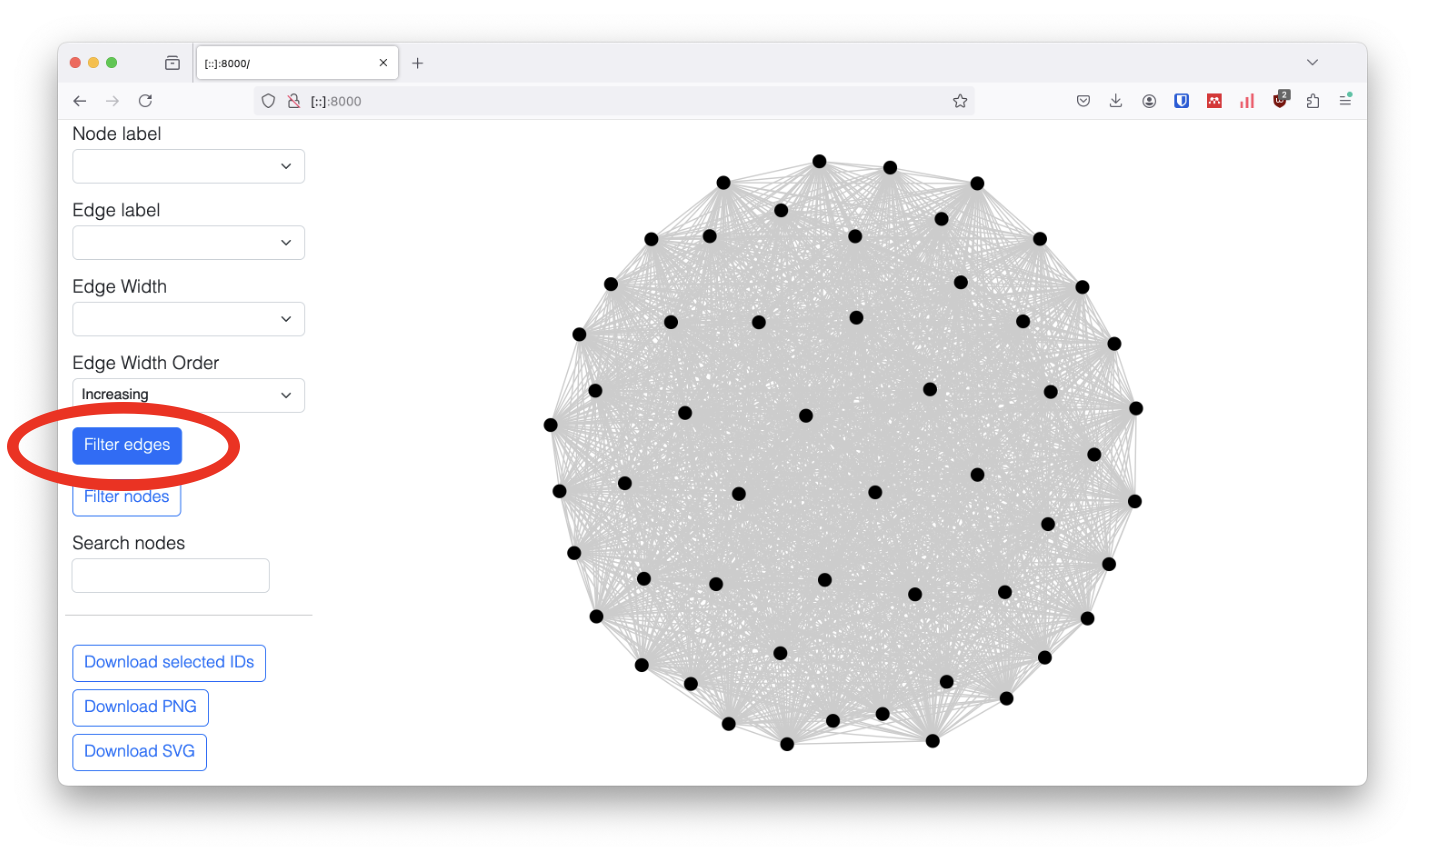 [::]:8000/
[::]:8000
2
Node label
Edge label
Edge Width
Edge Width Order
Increasing
Filter edges
Filter nodes
Search nodes
Download selected IDs
Download PNG
Download SVG